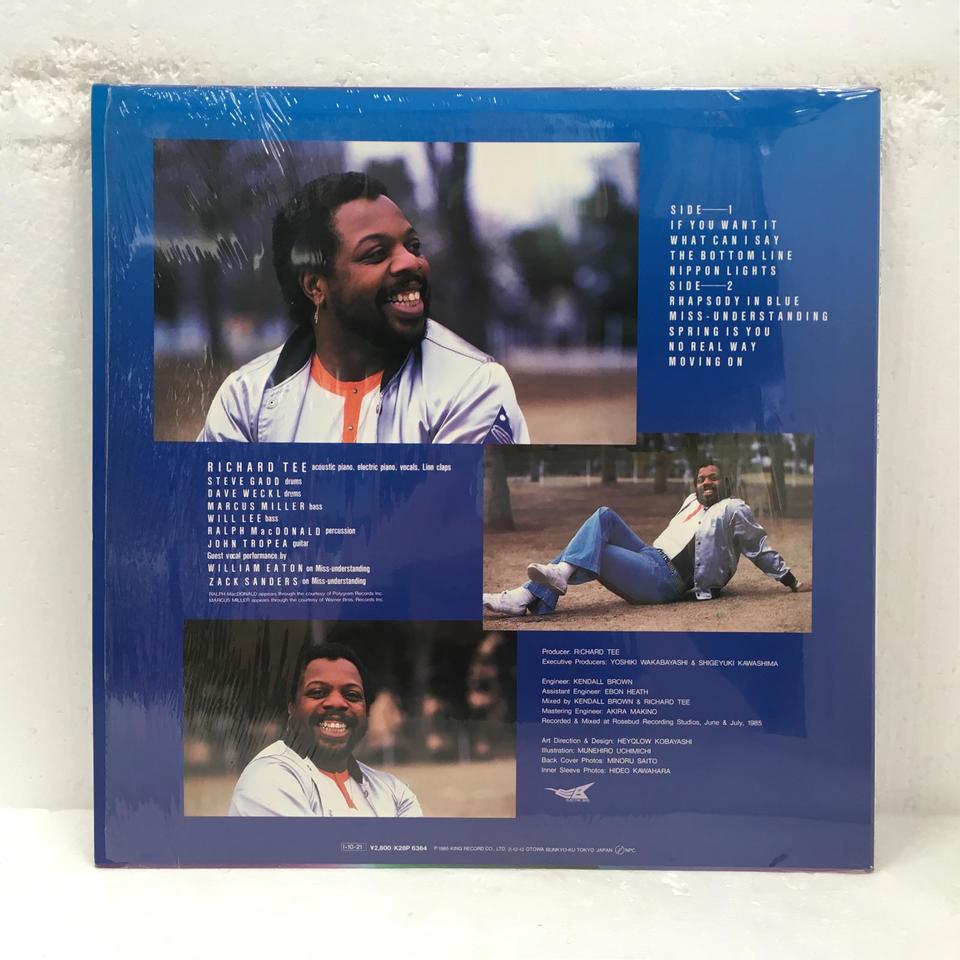 SIDE——1
IF YOU WANT IT
WHAT CAN I SAY
THE BOTTOM LINE
NIPPON LIGHTS
SIDE——2
RHAPSODY IN BLUE
MISS-UNDERSTANDING
SPRING IS YOU
NO REAL WAY
MOVING ON
RICHARD TEE acoustic piano, electric piano, vocals, Linn claps
STEVE GADD drums
DAVE WECKL drums
MARCUS MILLER bass
WILL LEE bass
RALPH MacDONALD percussion
JOHN TROPEA guitar
Guest vocal performance by
WILLIAM EATON on Miss-understanding
ZACK SANDERS on Miss-understanding
RALPH MacDONALD appears through the courtesy of Polygram Records Inc.
MARCUS MILLER appears through the courtesy of Warner Bros. Records Inc.
Producer: RICHARD TEE
Executive Producers: YOSHIKI WAKABAYASHI & SHIGEYUKI KAWASHIMA
Engineer: KENDALL BROWN
Assistant Engineer: EBON HEATH
Mixed by KENDALL BROWN & RICHARD TEE
Mastering Engineer: AKIRA MAKINO
Recorded & Mixed at Rosebud Recording Studios, June & July, 1985
Art Direction & Design: HEYQLOW KOBAYASHI
Illustration: MUNEHIRO UCHIMICHI
Back Cover Photos: MINORU SAITO
Inner Sleeve Photos: HIDEO KAWAHARA
ELECTRIC BIRD
I-10-21 ¥2,800 K28P 6364 ℗1985 KING RECORD CO., LTD. 2-12-13 OTOWA BUNKYO-KU TOKYO JAPAN NPC.